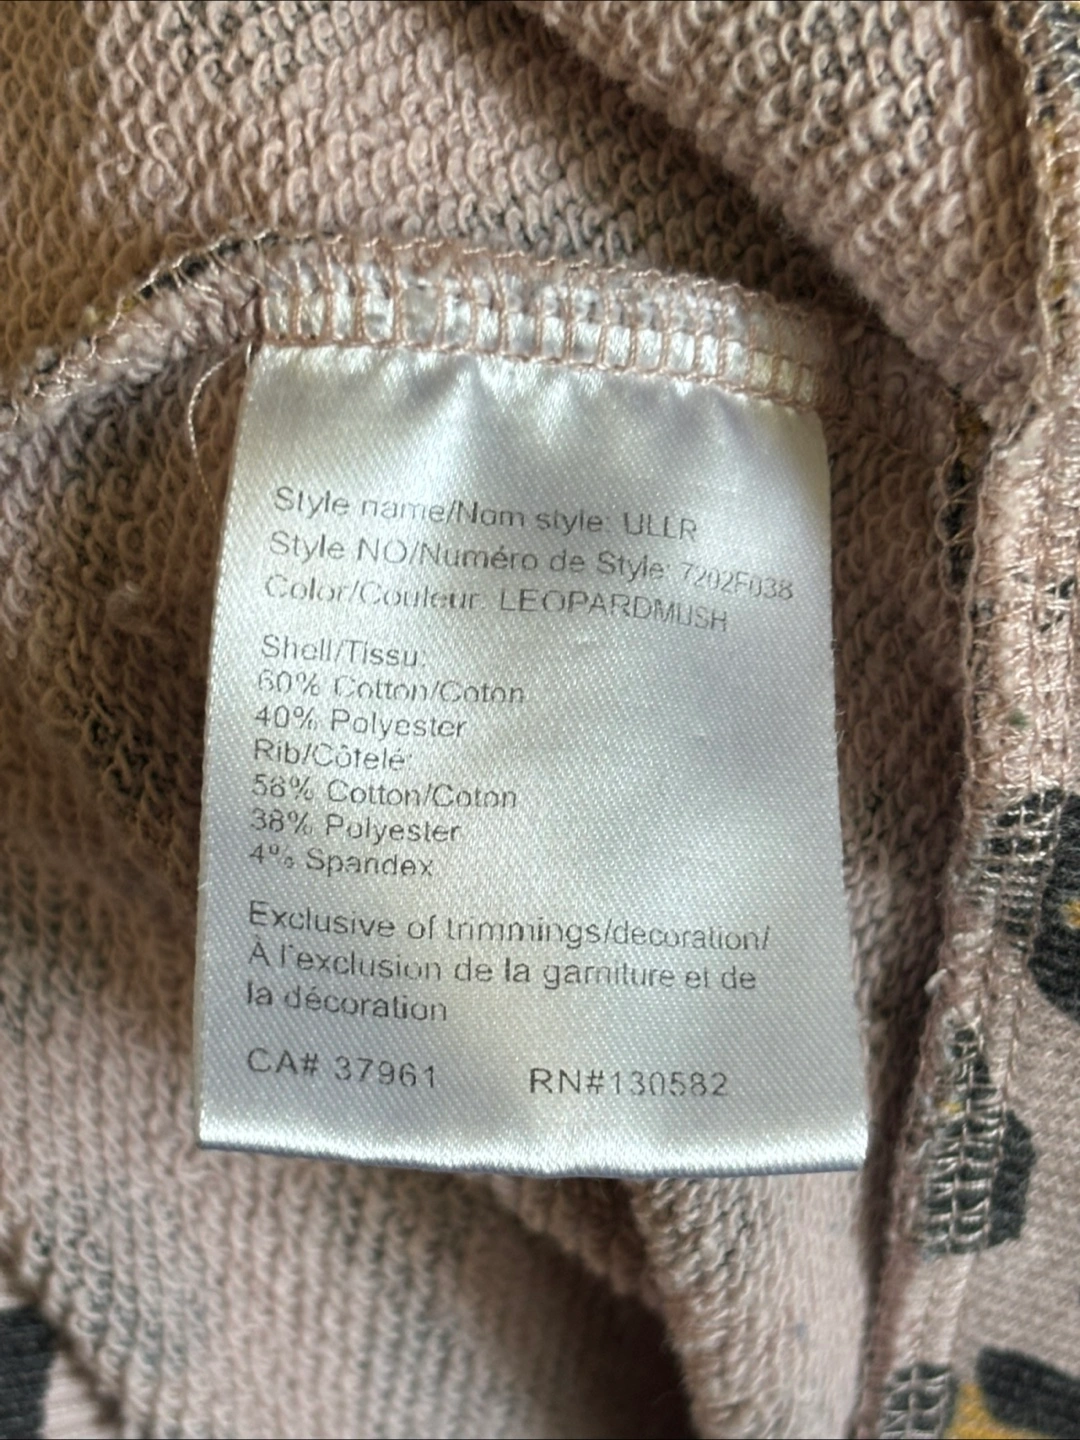 Style name/Nom style: ULLR
Style NO/Numéro de Style: 7202F038
Color/Couleur: LEOPARDMUSH
Shell/Tissu:
60% Cotton/Coton
40% Polyester
Rib/Côtelé:
58% Cotton/Coton
38% Polyester
4% Spandex
Exclusive of trimmings/decoration/
À l'exclusion de la garniture et de
la décoration
CA# 37961 RN#130582